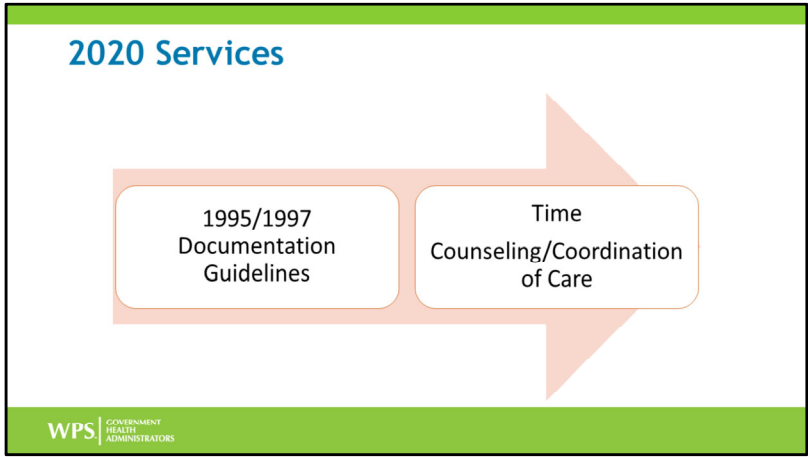 2020 Services
1995/1997
Documentation
Guidelines
Time
Counseling/Coordination
of Care
WPS.
GOVERNMENT
HEALTH
ADMINISTRATORS